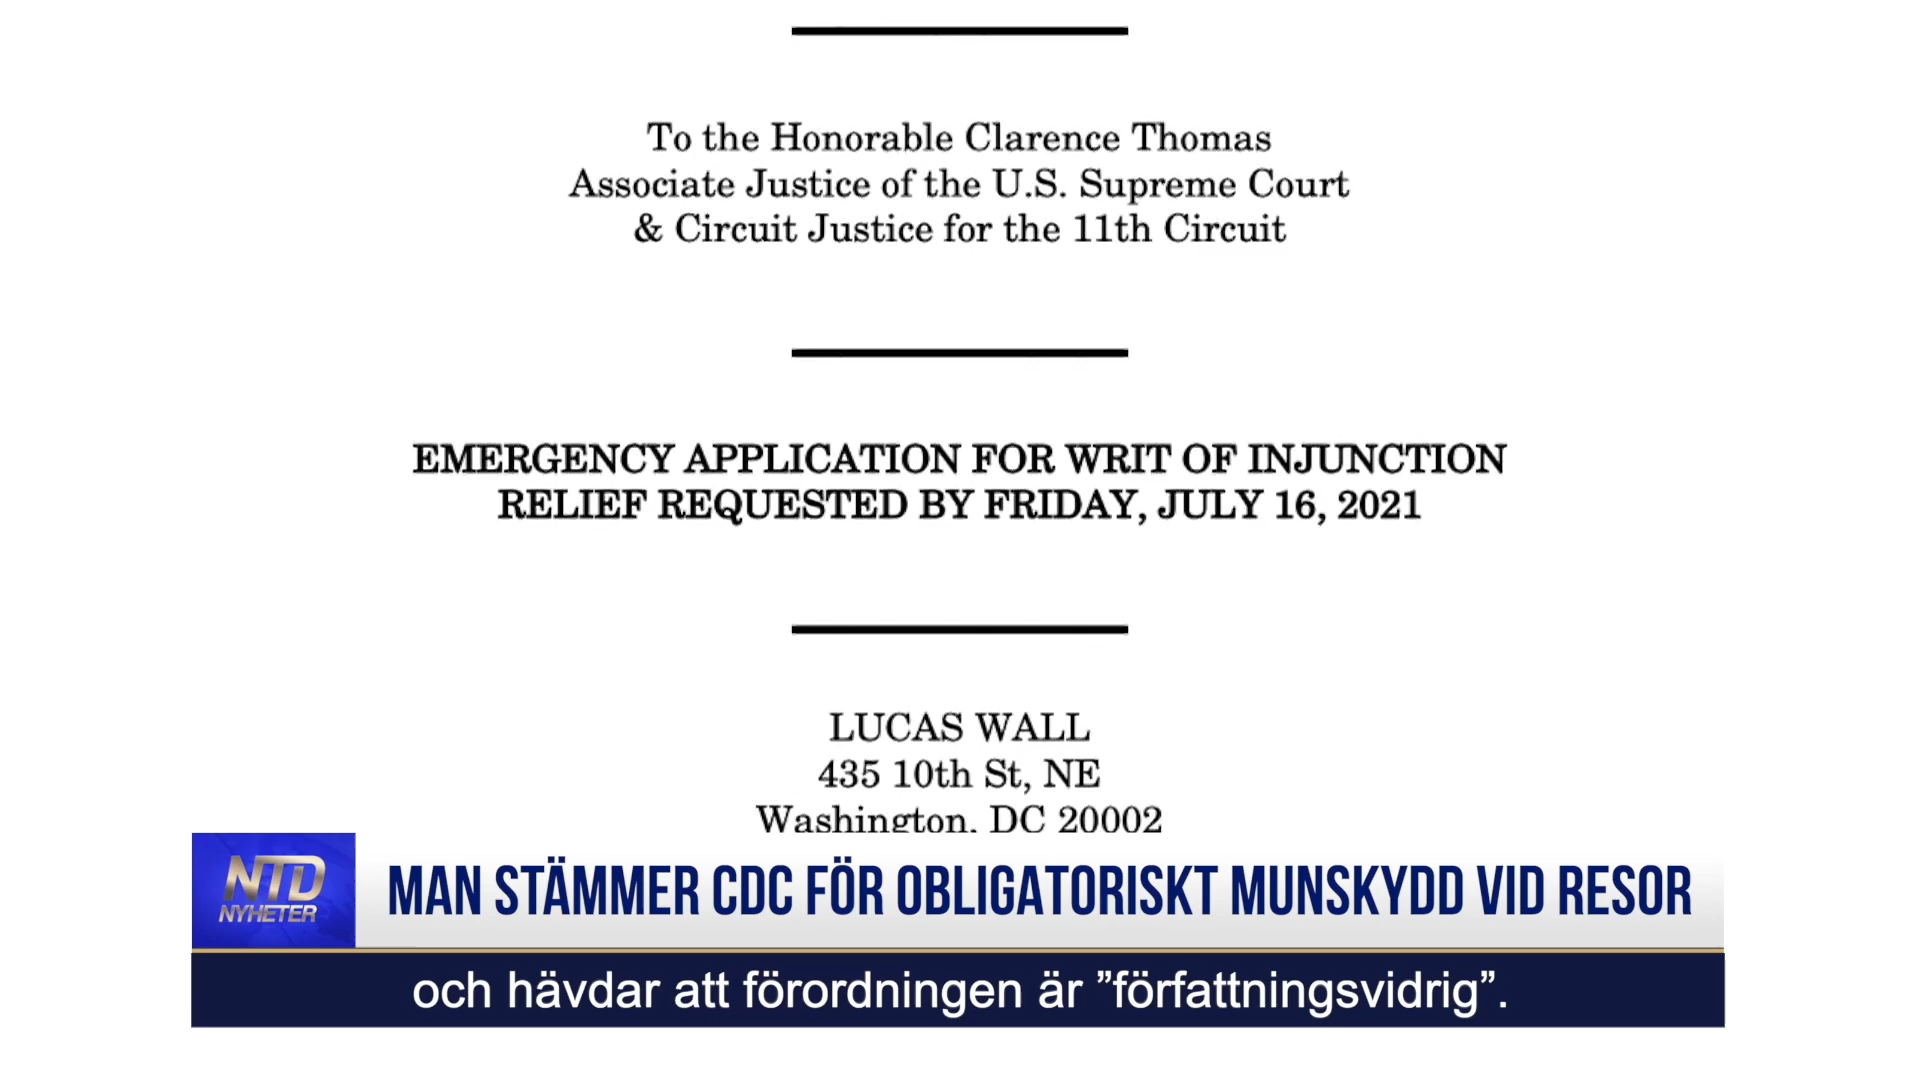 To the Honorable Clarence Thomas
Associate Justice of the U.S. Supreme Court
& Circuit Justice for the 11th Circuit
EMERGENCY APPLICATION FOR WRIT OF INJUNCTION
RELIEF REQUESTED BY FRIDAY, JULY 16, 2021
LUCAS WALL
435 10th St, NE
Washington, DC 20002
NTD
NYHETER
MAN STÄMMER CDC FÖR OBLIGATORISKT MUNSKYDD VID RESOR
och hävdar att förordningen är ”författningsvidrig”.